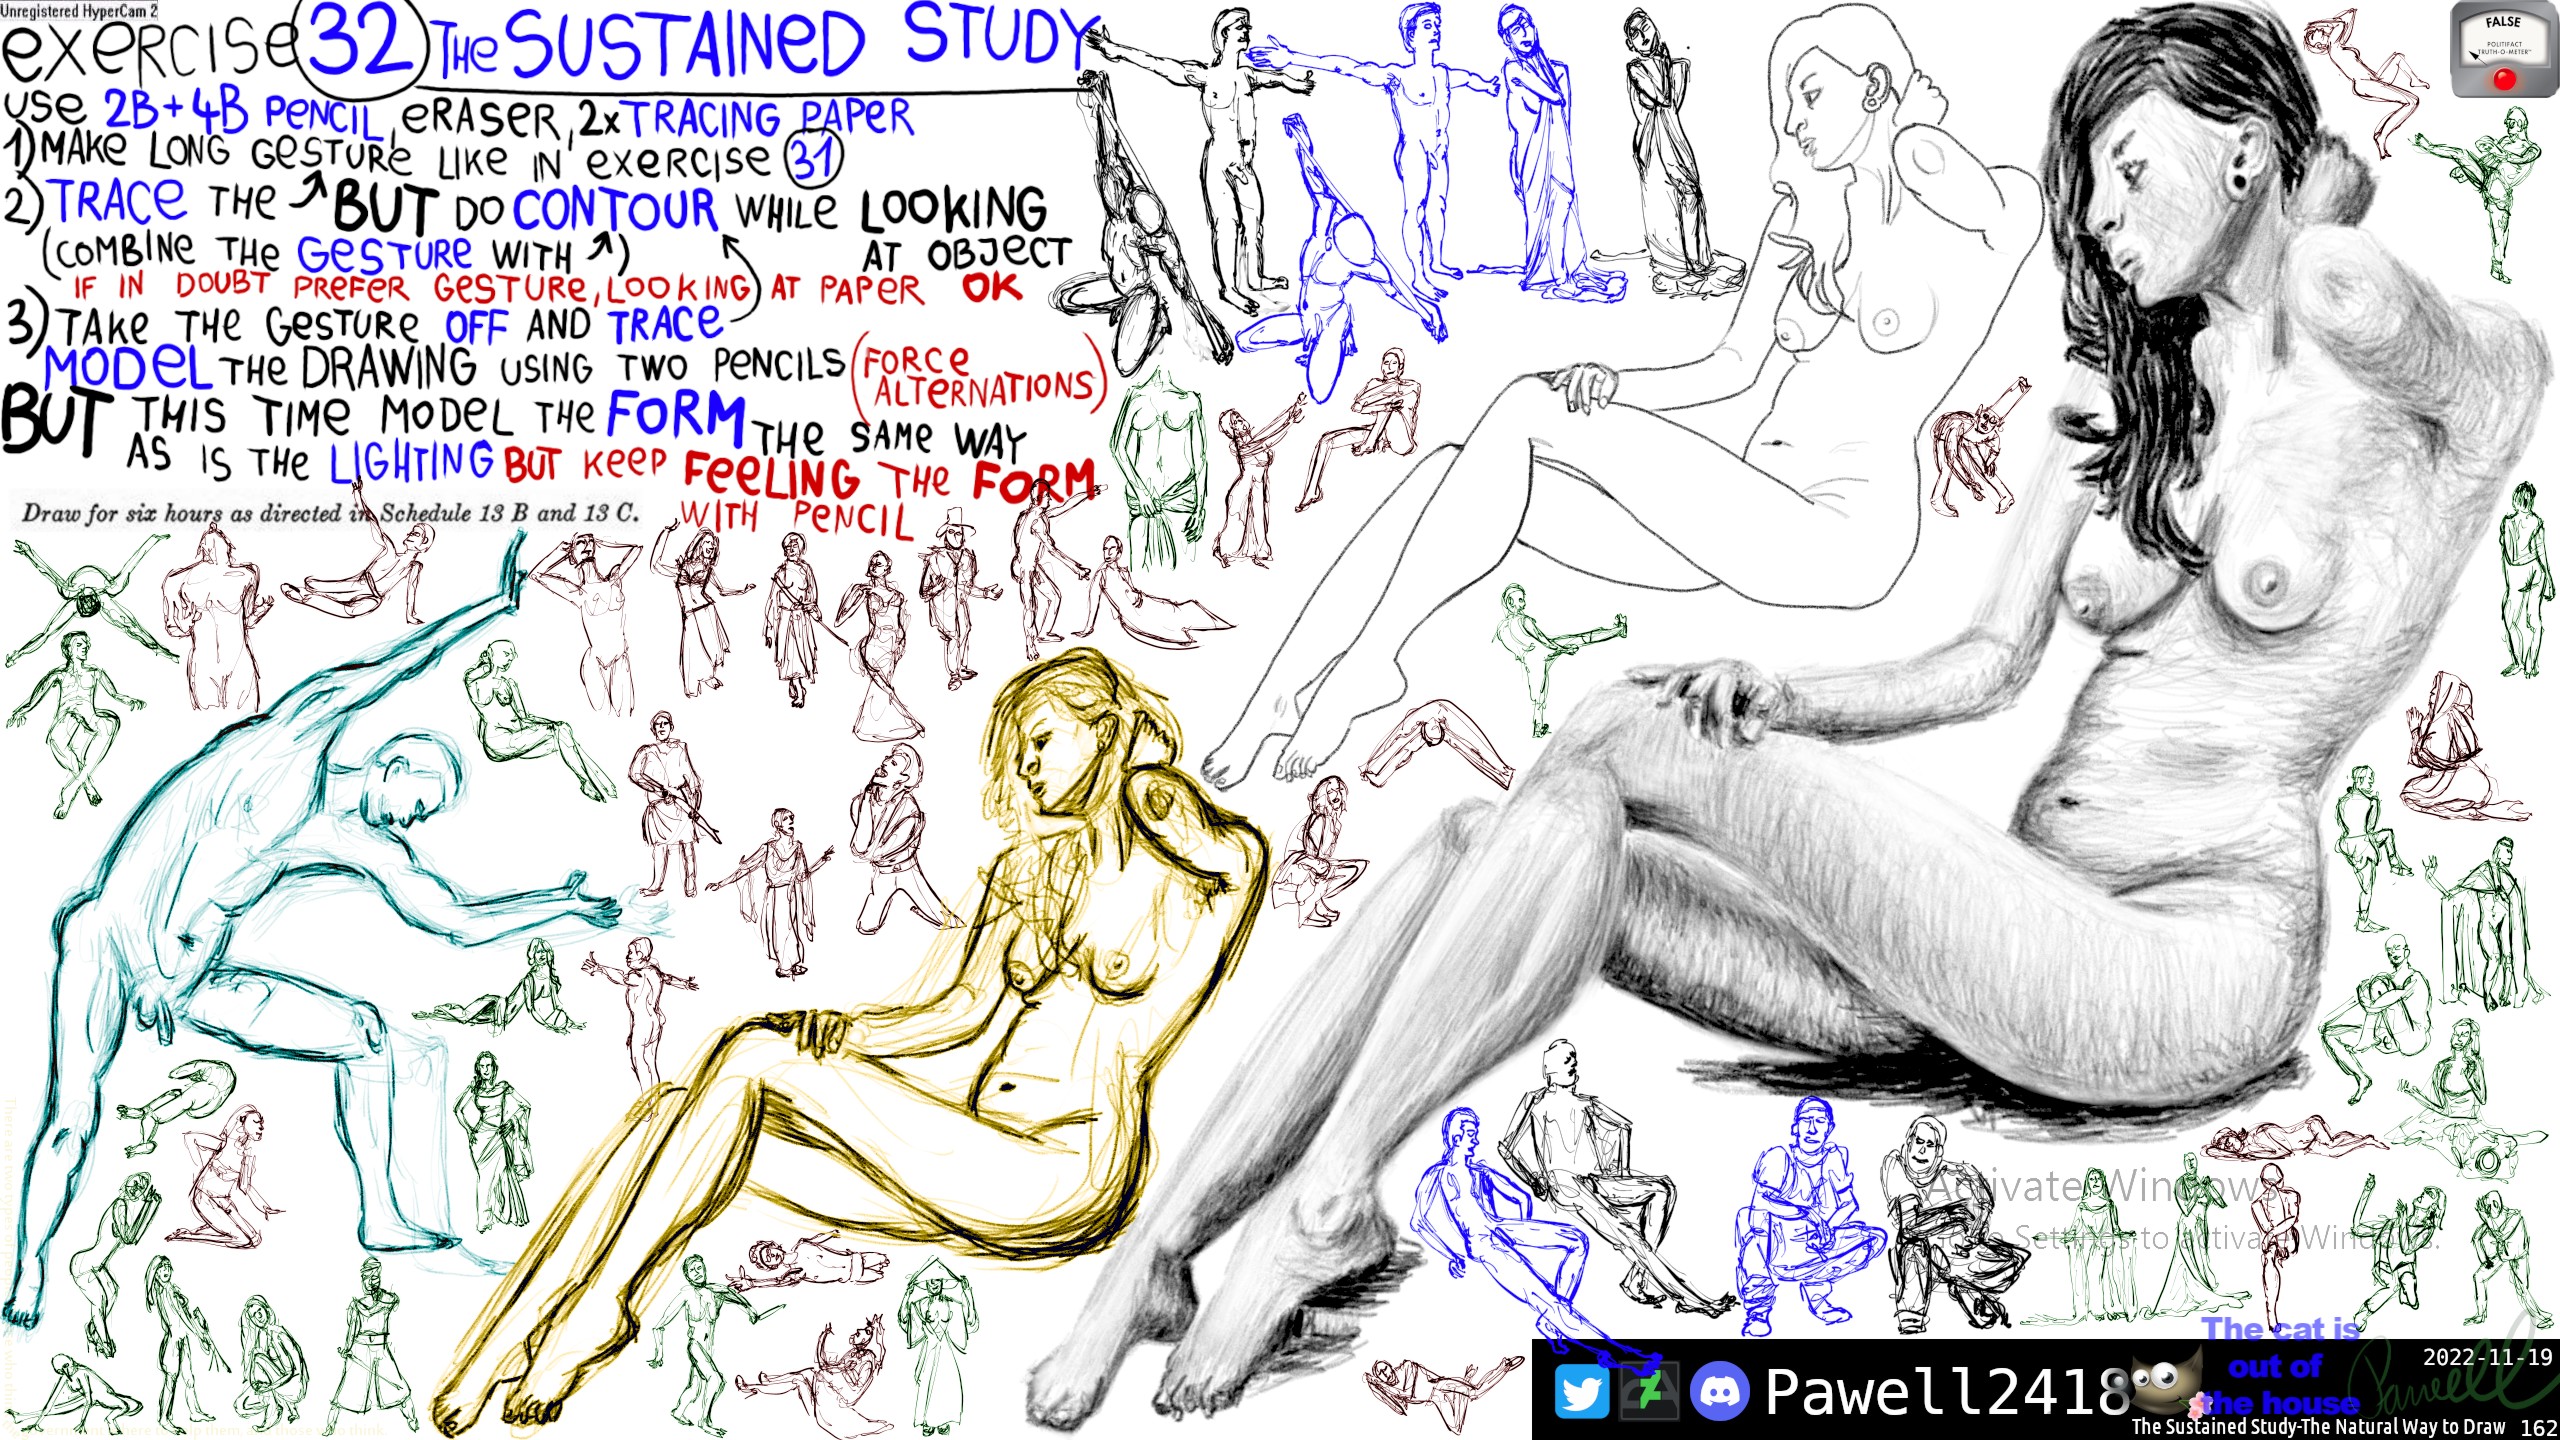 Unregistered HyperCam 2
exercise 32 The SUSTAINED STUDY
use 2B+4B PENCIL, eRASER, 2x TRACING PAPER
1) MAKE LONG GESTURE LIKE IN EXERCISE 31
2) TRACE THE ↗ BUT DO CONTOUR WHILE LOOKING
(COMBINE THE GESTURE WITH ↗) AT OBJECT
IF IN DOUBT PREFER GESTURE, LOOKING AT PAPER OK
3) TAKE THE GESTURE OFF AND TRACE
MODEL THE DRAWING USING TWO PENCILS (FORCE
ALTERNATIONS)
BUT THIS TIME MODEL THE FORM THE SAME WAY
AS IS THE LIGHTING BUT KEEP FEELING THE FORM
WITH PENCIL
Draw for six hours as directed in Schedule 13 B and 13 C.
FALSE
POLITIFACT
TRUTH-O-METER™
Activate Windows
Go to Settings to activate Windows.
Pawell2418
The cat is
out of
the house
Pawell
2022-11-19
The Sustained Study-The Natural Way to Draw 162